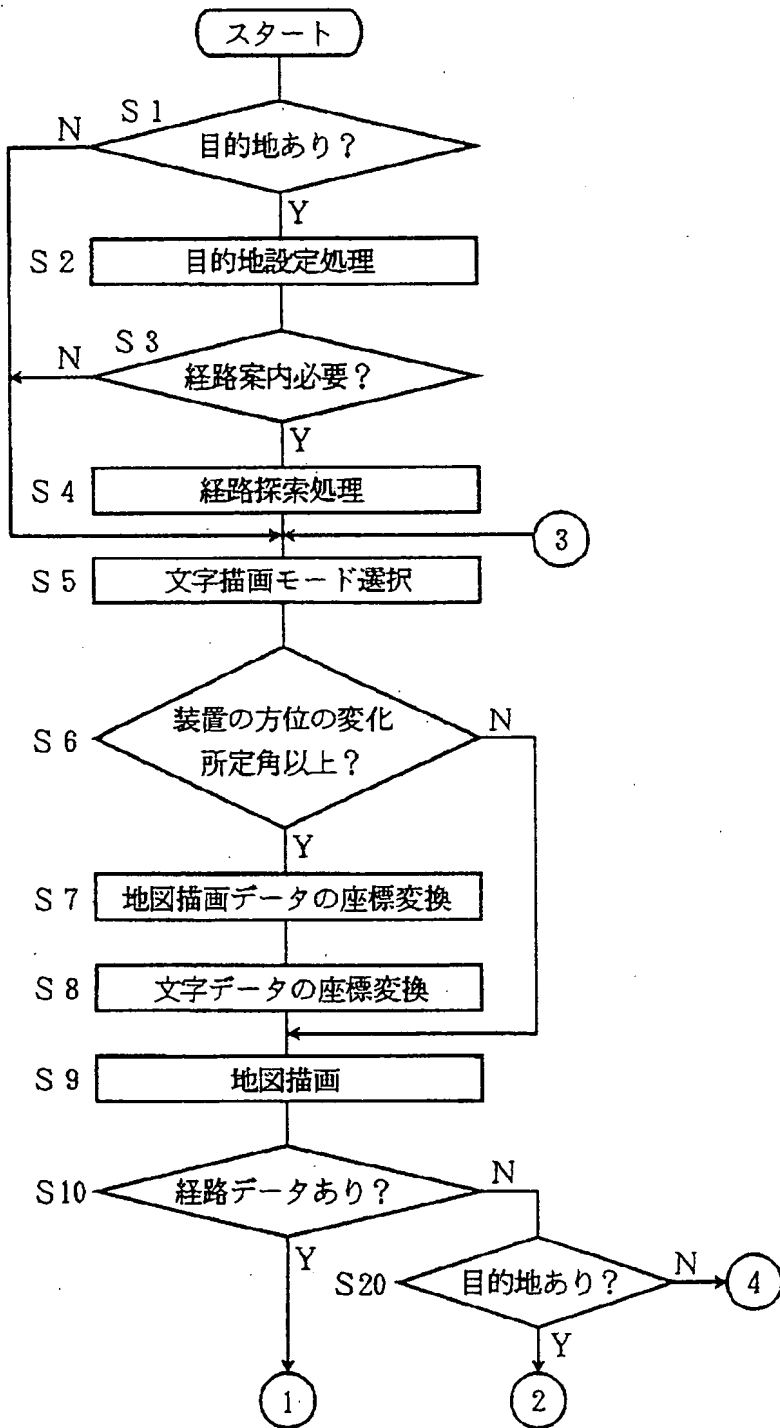 スタート
S1
N
目的地あり?
Y
S2
目的地設定処理
S3
N
経路案内必要?
Y
S4
経路探索処理
3
S5
文字描画モード選択
S6
装置の方位の変化
所定角以上?
N
Y
S7
地図描画データの座標変換
S8
文字データの座標変換
S9
地図描画
S10
経路データあり?
N
Y
S20
目的地あり?
N
4
Y
1
2